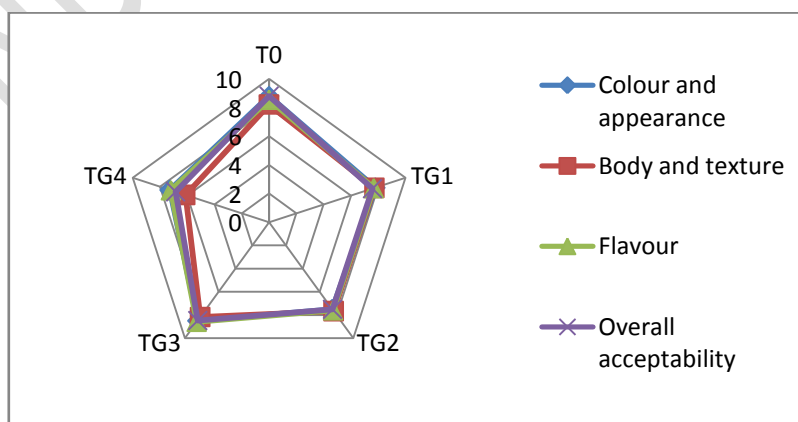 T0
10
8
6
4
2
0
TG1
TG2
TG3
TG4
Colour and
appearance
Body and texture
Flavour
Overall
acceptability